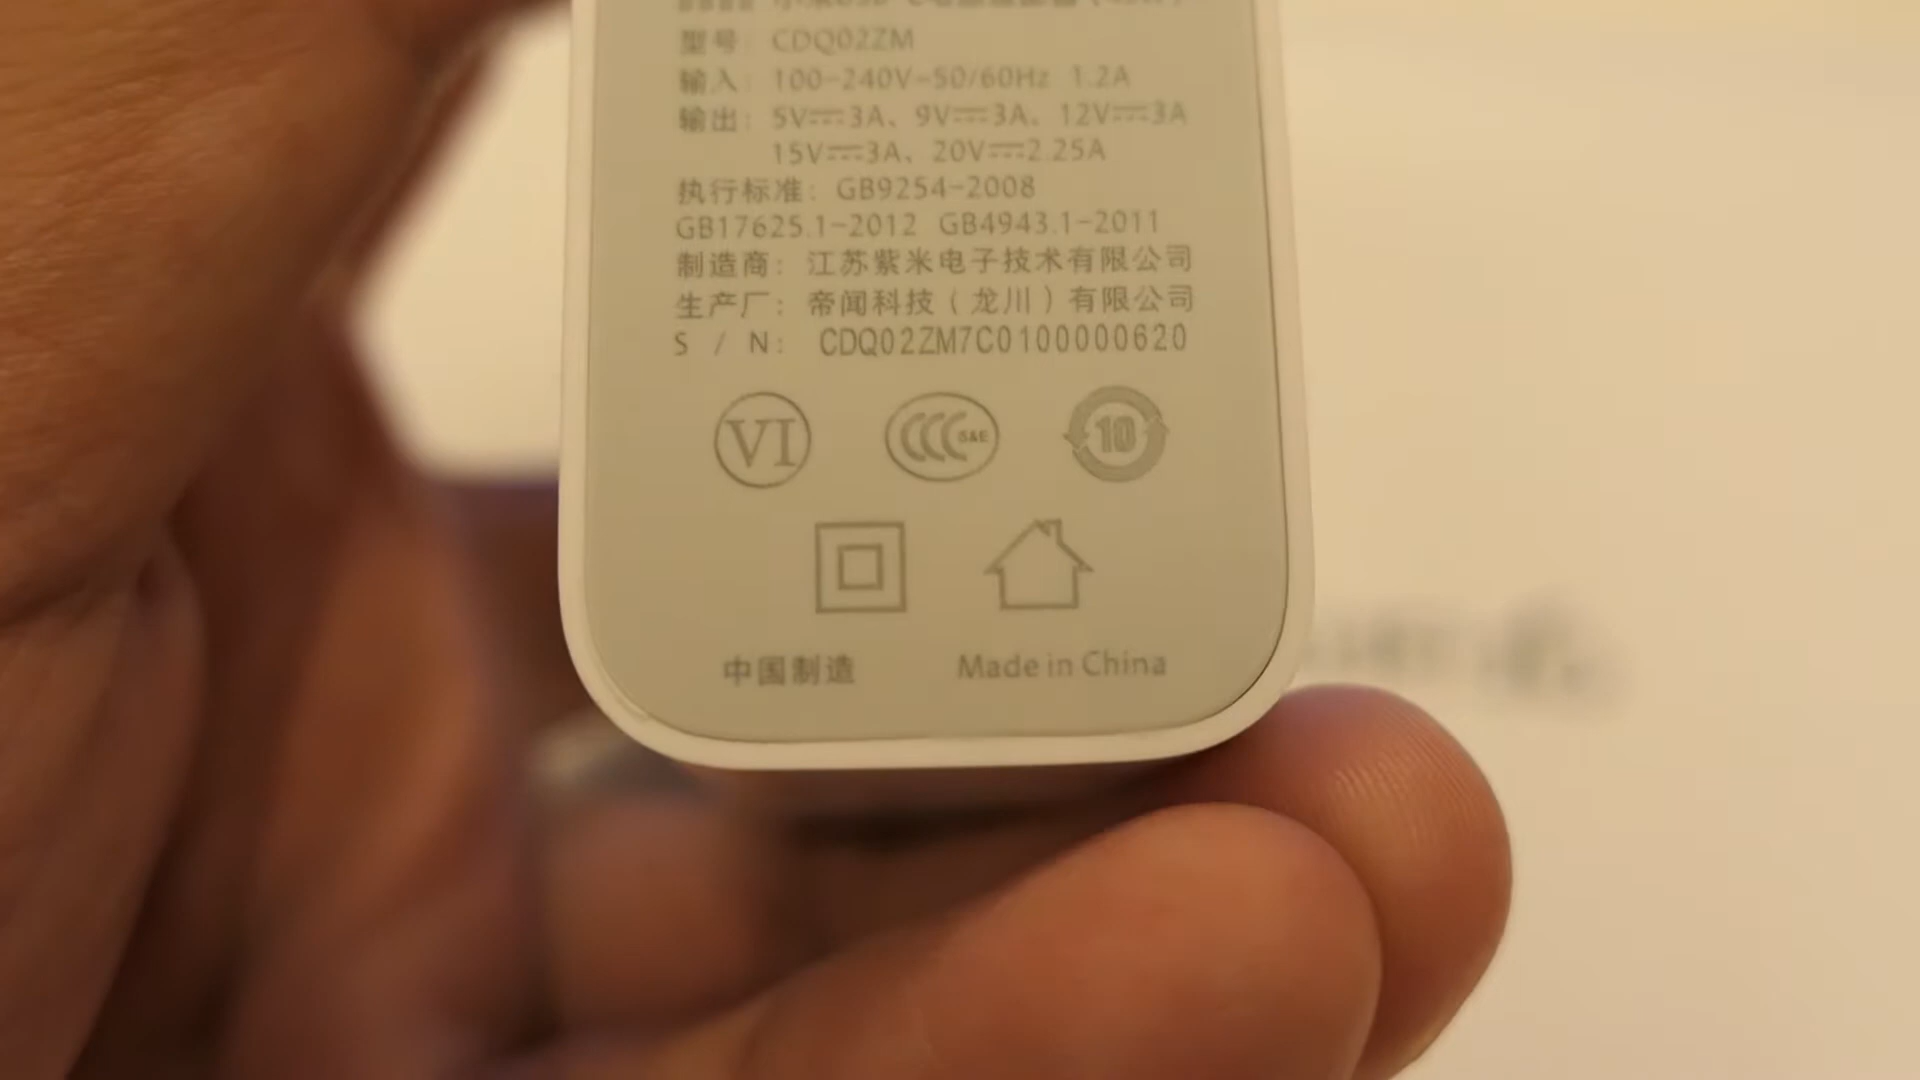 型号: CDQ02ZM
输入: 100-240V~50/60Hz 1.2A
输出: 5V⎓3A、9V⎓3A、12V⎓3A
15V⎓3A、20V⎓2.25A
执行标准: GB9254-2008
GB17625.1-2012 GB4943.1-2011
制造商: 江苏紫米电子技术有限公司
生产厂: 帝闻科技(龙川)有限公司
S / N: CDQ02ZM7C0100000620
VI CCC S&E 10
中国制造 Made in China